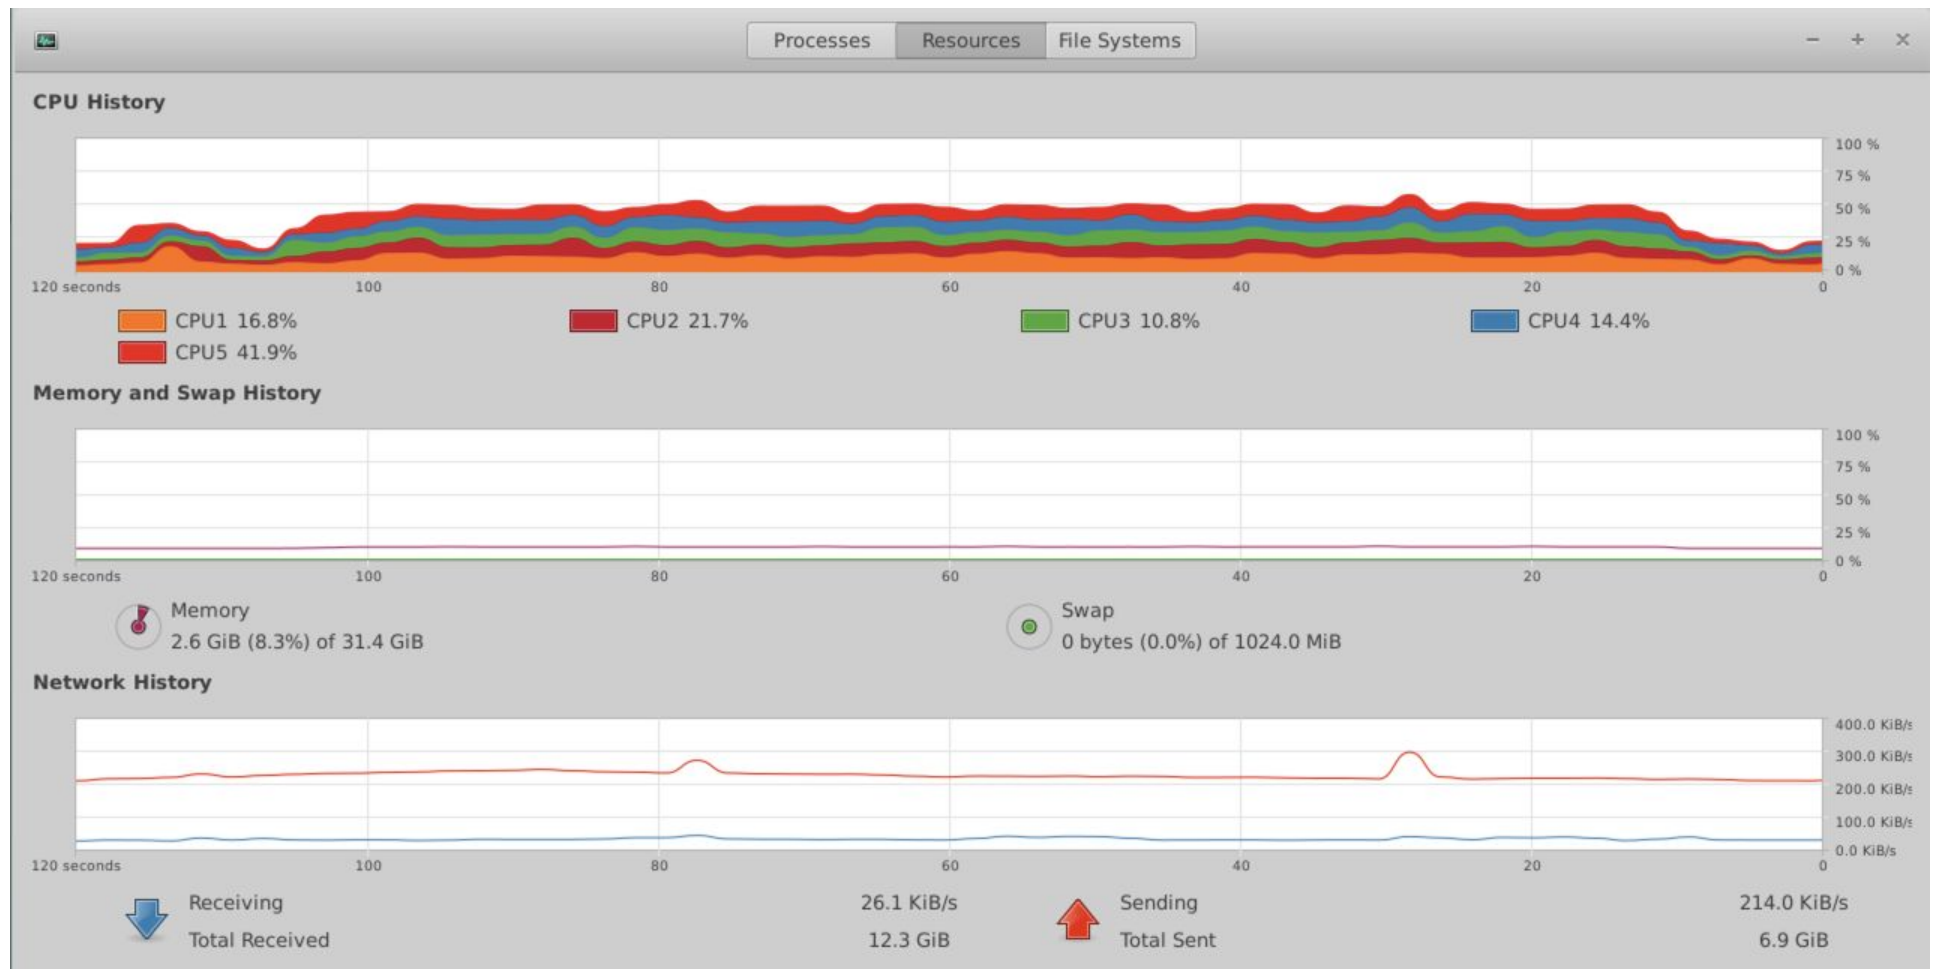 Processes Resources File Systems
CPU History
100 %
75 %
50 %
25 %
0 %
120 seconds 100 80 60 40 20 0
CPU1 16.8% CPU2 21.7% CPU3 10.8% CPU4 14.4%
CPU5 41.9%
Memory and Swap History
100 %
75 %
50 %
25 %
0 %
120 seconds 100 80 60 40 20 0
Memory Swap
2.6 GiB (8.3%) of 31.4 GiB 0 bytes (0.0%) of 1024.0 MiB
Network History
400.0 KiB/s
300.0 KiB/s
200.0 KiB/s
100.0 KiB/s
0.0 KiB/s
120 seconds 100 80 60 40 20 0
Receiving 26.1 KiB/s Sending 214.0 KiB/s
Total Received 12.3 GiB Total Sent 6.9 GiB